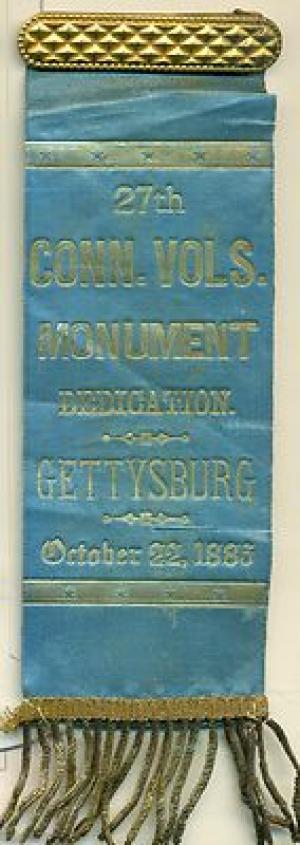 27th
CONN. VOLS.
MONUMENT
DEDICATION.
GETTYSBURG
October 22, 1885